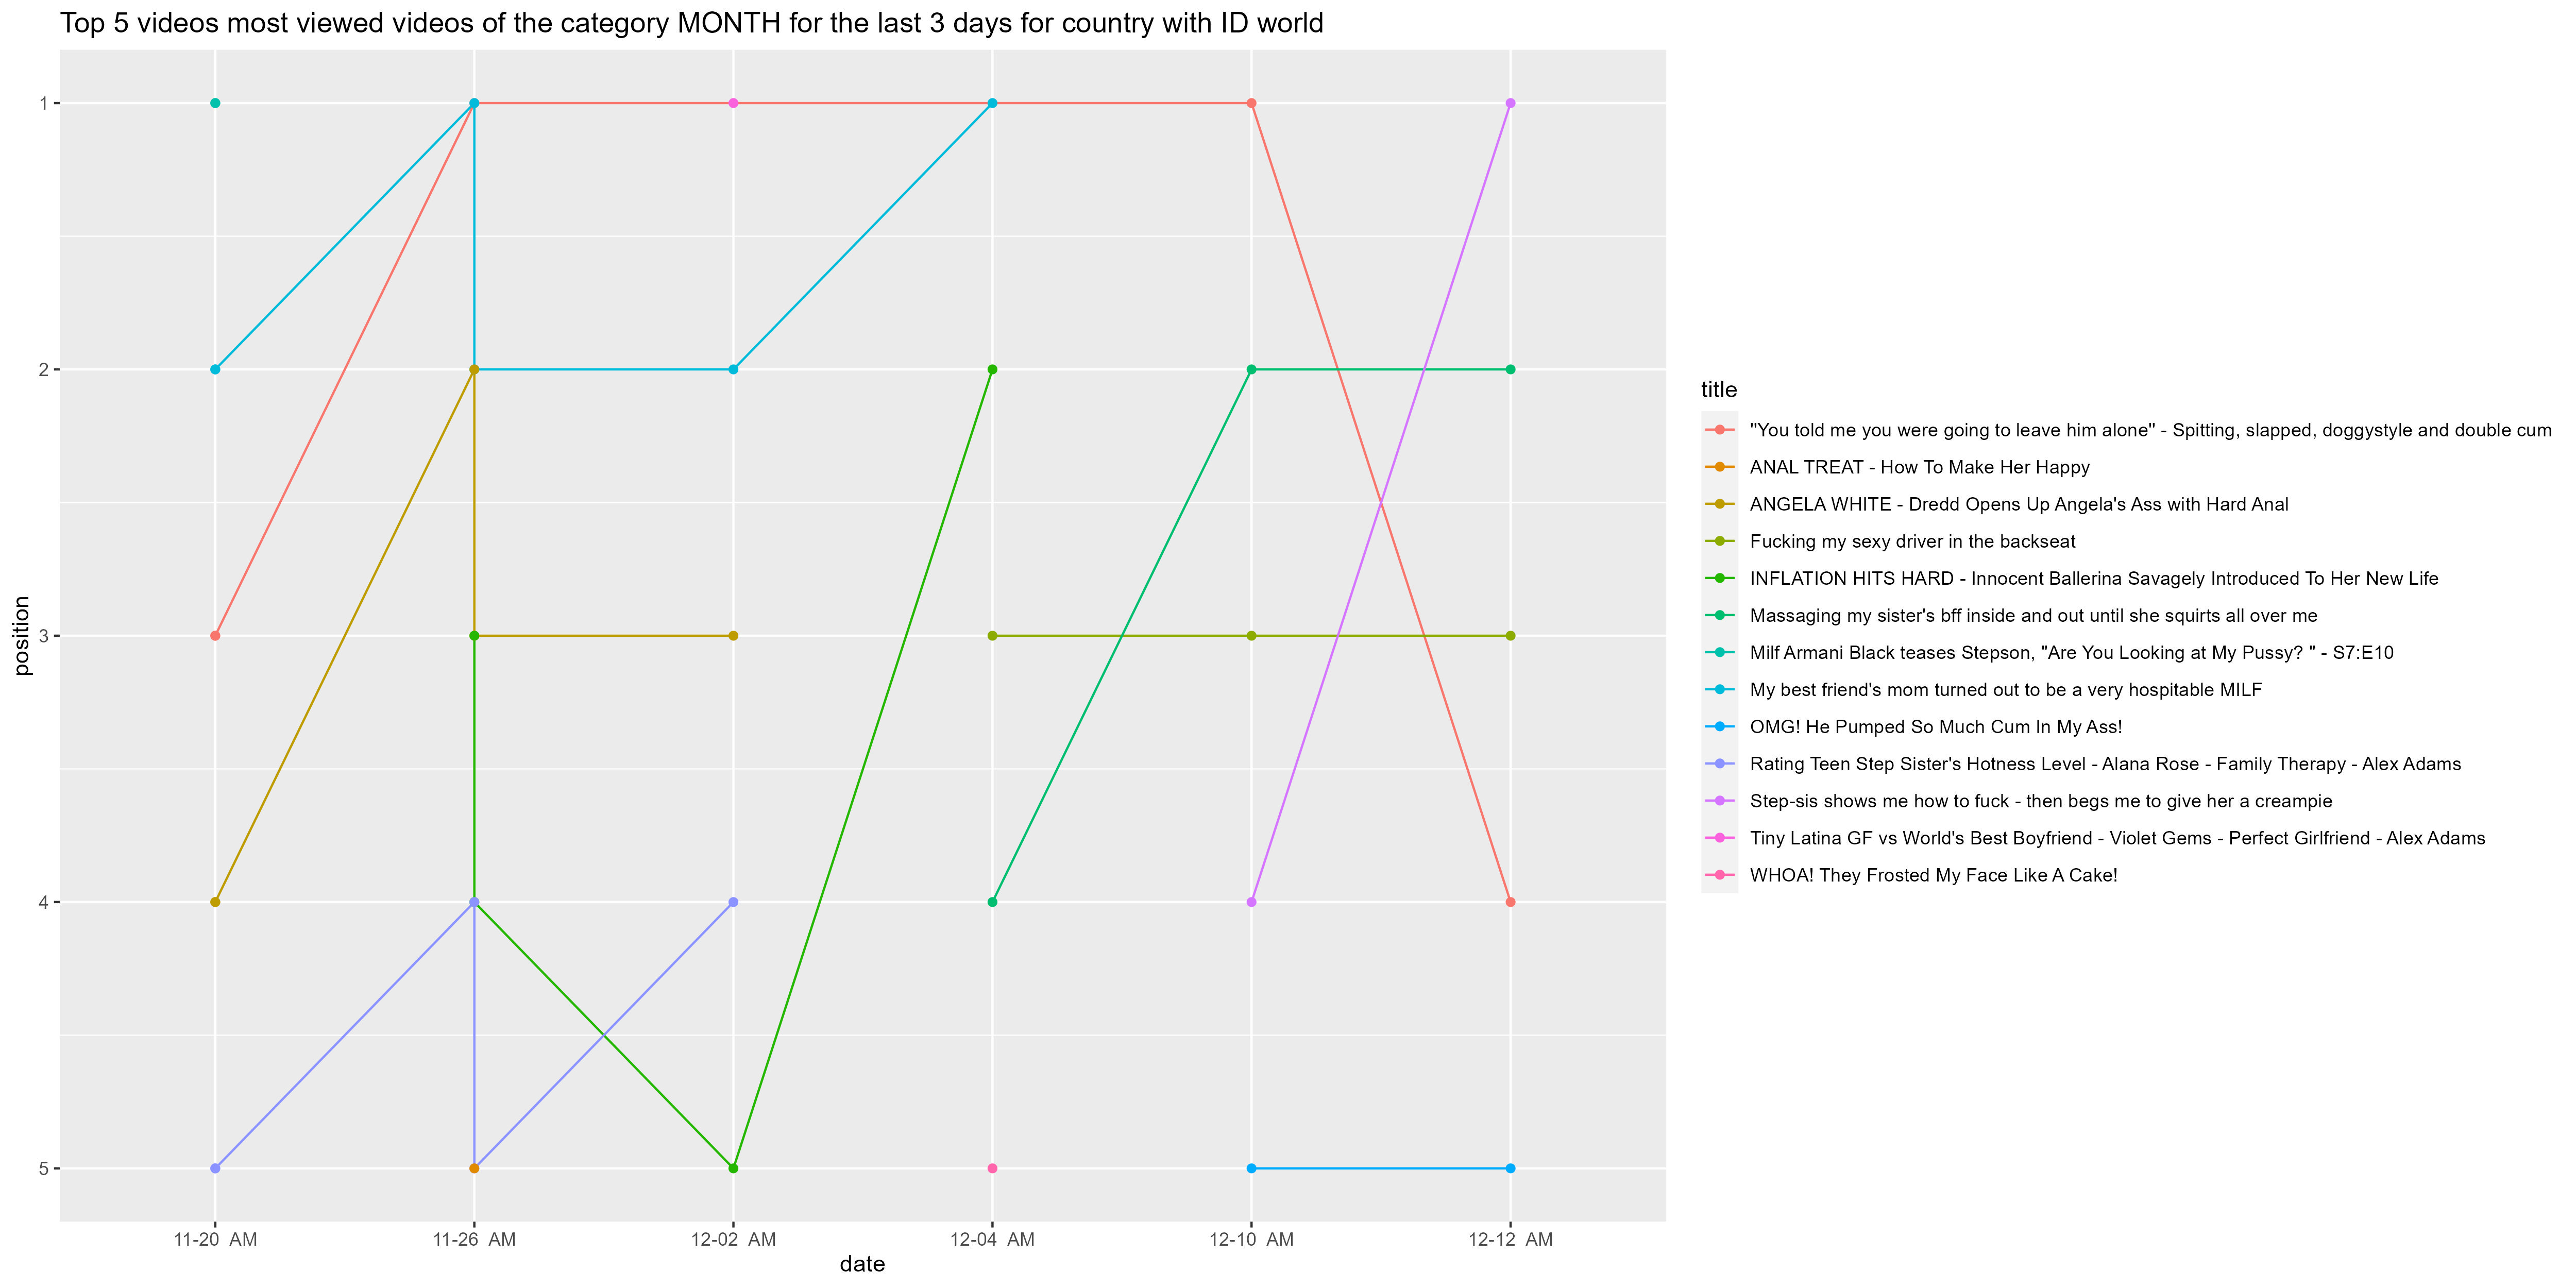 Top 5 videos most viewed videos of the category MONTH for the last 3 days for country with ID world
1
2
3
4
5
position
11-20 AM
11-26 AM
12-02 AM
12-04 AM
12-10 AM
12-12 AM
date
title
"You told me you were going to leave him alone" - Spitting, slapped, doggystyle and double cum
ANAL TREAT - How To Make Her Happy
ANGELA WHITE - Dredd Opens Up Angela's Ass with Hard Anal
Fucking my sexy driver in the backseat
INFLATION HITS HARD - Innocent Ballerina Savagely Introduced To Her New Life
Massaging my sister's bff inside and out until she squirts all over me
Milf Armani Black teases Stepson, "Are You Looking at My Pussy? " - S7:E10
My best friend's mom turned out to be a very hospitable MILF
OMG! He Pumped So Much Cum In My Ass!
Rating Teen Step Sister's Hotness Level - Alana Rose - Family Therapy - Alex Adams
Step-sis shows me how to fuck - then begs me to give her a creampie
Tiny Latina GF vs World's Best Boyfriend - Violet Gems - Perfect Girlfriend - Alex Adams
WHOA! They Frosted My Face Like A Cake!